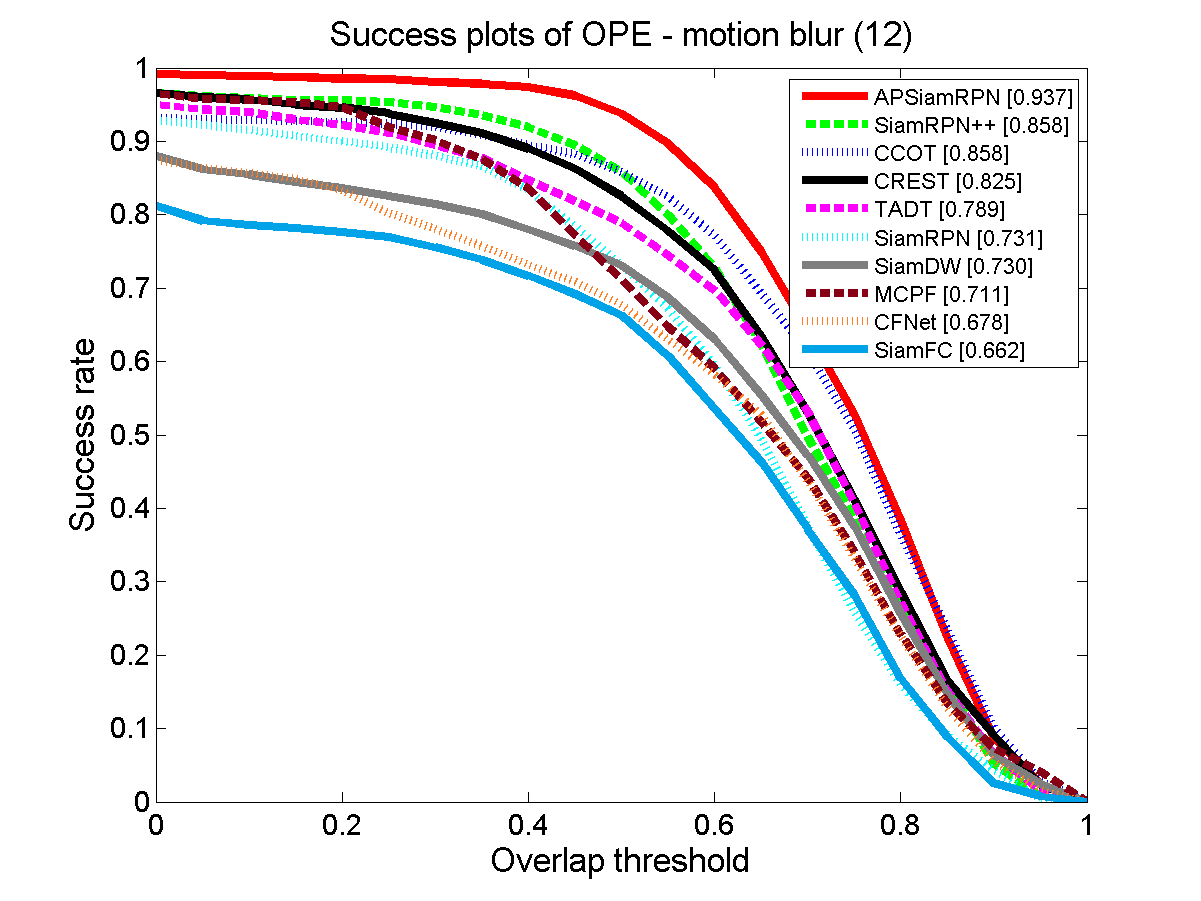 Success plots of OPE - motion blur (12)
1
0.9
0.8
0.7
0.6
0.5
0.4
0.3
0.2
0.1
0
Success rate
APSiamRPN [0.937]
SiamRPN++ [0.858]
CCOT [0.858]
CREST [0.825]
TADT [0.789]
SiamRPN [0.731]
SiamDW [0.730]
MCPF [0.711]
CFNet [0.678]
SiamFC [0.662]
0 0.2 0.4 0.6 0.8 1
Overlap threshold